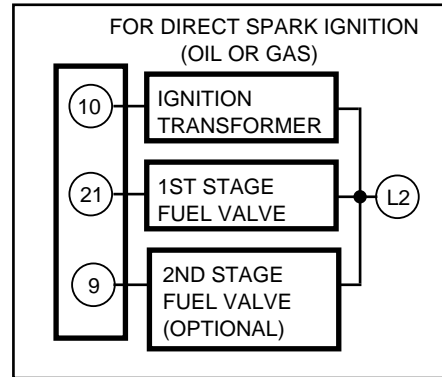 FOR DIRECT SPARK IGNITION
(OIL OR GAS)
10
IGNITION
TRANSFORMER
21
1ST STAGE
FUEL VALVE
L2
9
2ND STAGE
FUEL VALVE
(OPTIONAL)